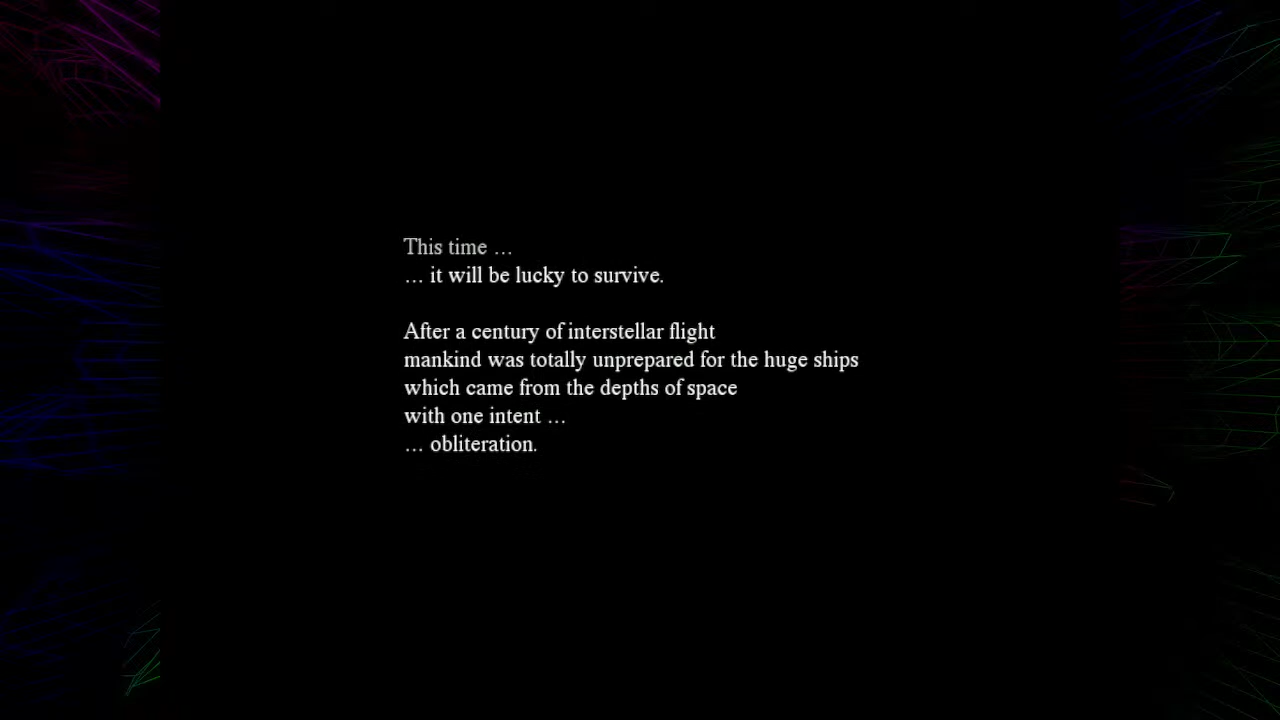 This time …
… it will be lucky to survive.
After a century of interstellar flight
mankind was totally unprepared for the huge ships
which came from the depths of space
with one intent …
… obliteration.